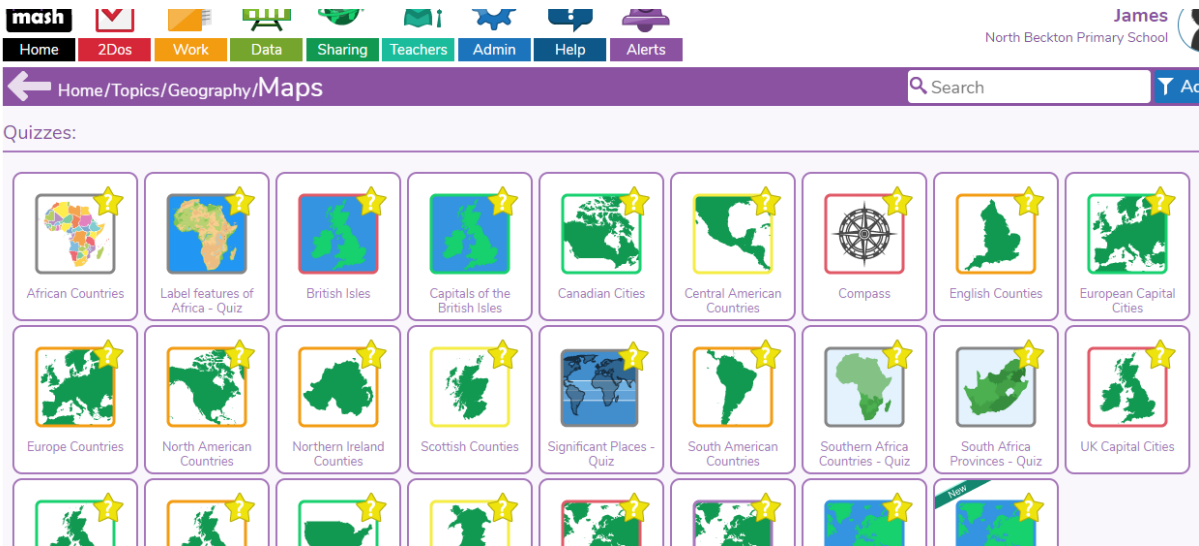 mash
James
North Beckton Primary School
Home 2Dos Work Data Sharing Teachers Admin Help Alerts
Home/Topics/Geography/Maps
Search
Quizzes:
African Countries
Label features of
Africa - Quiz
British Isles
Capitals of the
British Isles
Canadian Cities
Central American
Countries
Compass
English Counties
European Capital
Cities
Europe Countries
North American
Countries
Northern Ireland
Counties
Scottish Counties
Significant Places -
Quiz
South American
Countries
Southern Africa
Countries - Quiz
South Africa
Provinces - Quiz
UK Capital Cities
New